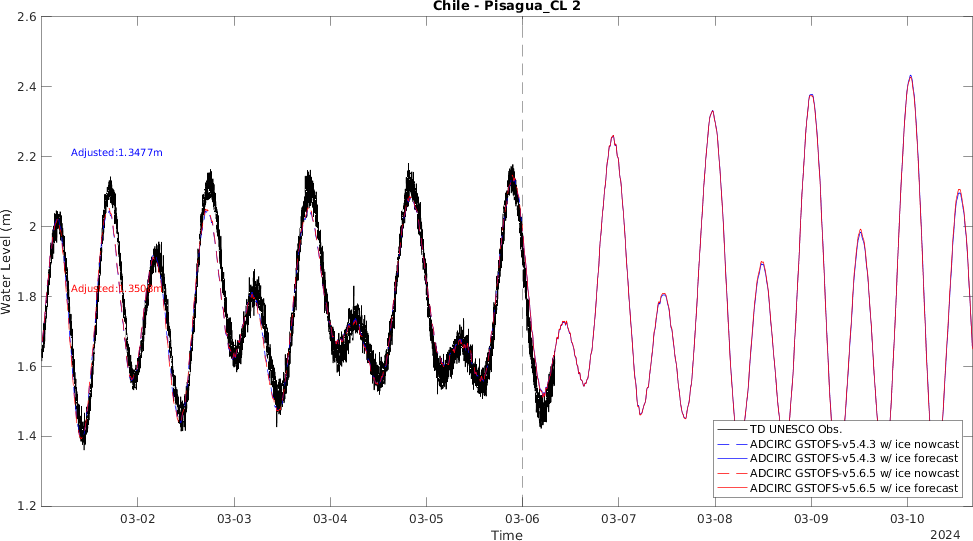 Chile - Pisagua_CL 2
2.6
2.4
2.2
2
1.8
1.6
1.4
1.2
Water Level (m)
Adjusted:1.3477m
Adjusted:1.350
TD UNESCO Obs.
ADCIRC GSTOFS-v5.4.3 w/ ice nowcast
ADCIRC GSTOFS-v5.4.3 w/ ice forecast
ADCIRC GSTOFS-v5.6.5 w/ ice nowcast
ADCIRC GSTOFS-v5.6.5 w/ ice forecast
03-02 03-03 03-04 03-05 03-06 03-07 03-08 03-09 03-10
Time
2024